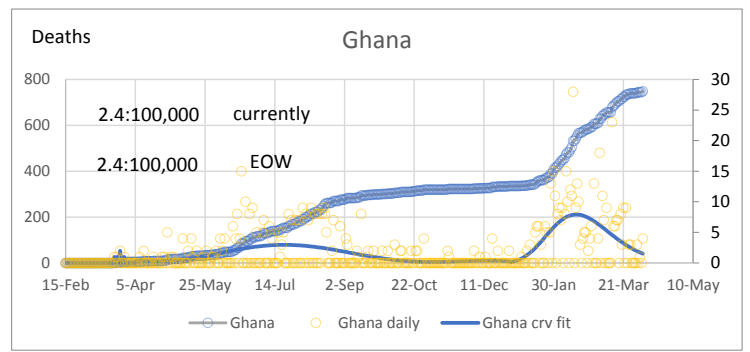 Deaths
Ghana
800 30
2.4:100,000 currently
25
600
20
2.4:100,000 EOW
400 15
10
200
5
0 0
15-Feb 5-Apr 25-May 14-Jul 2-Sep 22-Oct 11-Dec 30-Jan 21-Mar 10-May
Ghana Ghana daily Ghana crv fit